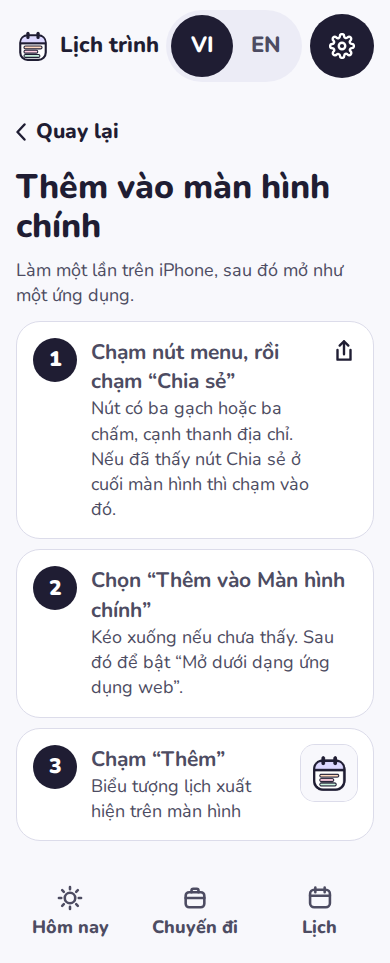 Lịch trình
VI
EN
Quay lại
Thêm vào màn hình
chính
Làm một lần trên iPhone, sau đó mở như
một ứng dụng.
1
Chạm nút menu, rồi
chạm “Chia sẻ”
Nút có ba gạch hoặc ba
chấm, cạnh thanh địa chỉ.
Nếu đã thấy nút Chia sẻ ở
cuối màn hình thì chạm vào
đó.
2
Chọn “Thêm vào Màn hình
chính”
Kéo xuống nếu chưa thấy. Sau
đó để bật “Mở dưới dạng ứng
dụng web”.
3
Chạm “Thêm”
Biểu tượng lịch xuất
hiện trên màn hình
Hôm nay
Chuyến đi
Lịch